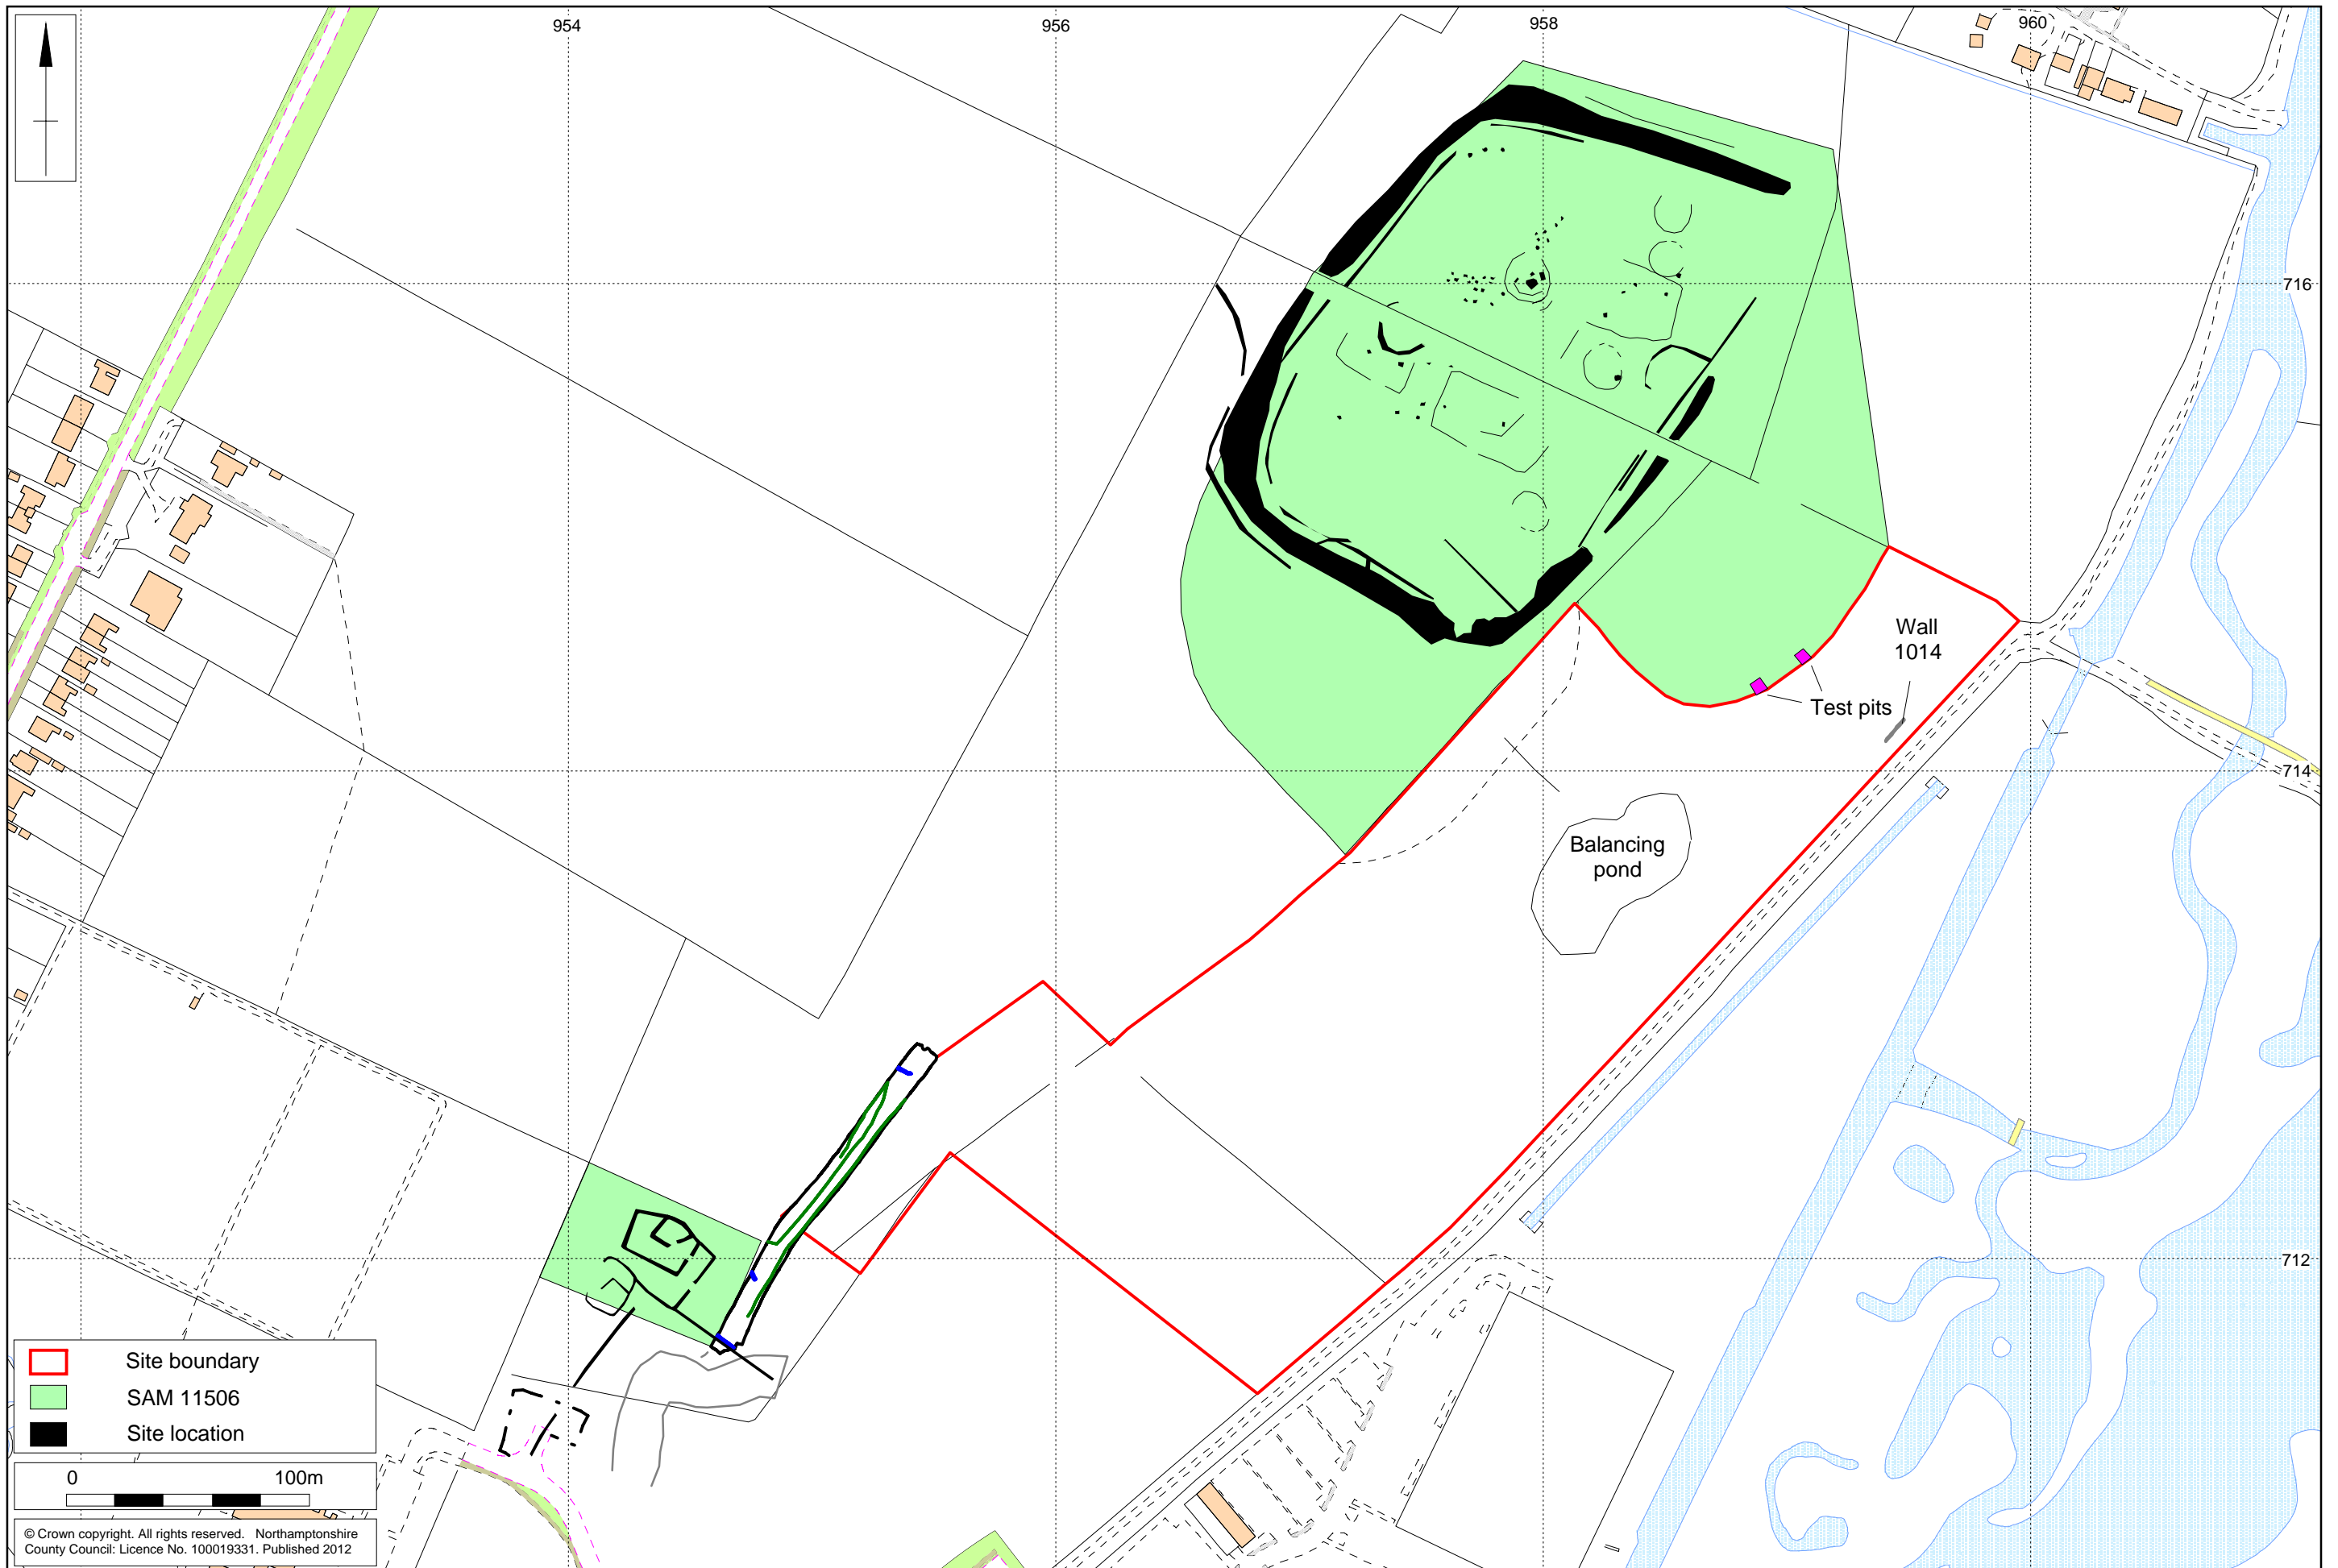 954
956
958
960
716
Wall
1014
Test pits
714
Balancing
pond
712
Site boundary
SAM 11506
Site location
0 100m
© Crown copyright. All rights reserved. Northamptonshire
County Council: Licence No. 100019331. Published 2012